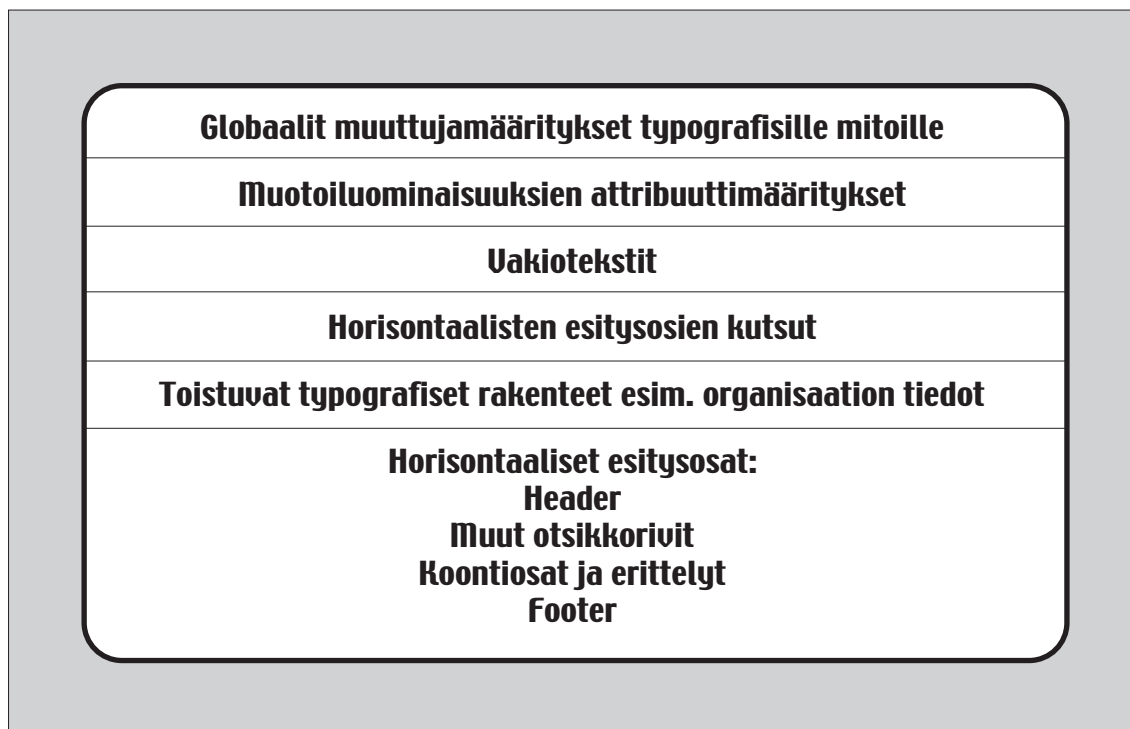 Globaalit muuttujamääritykset typografisille mitoille
Muotoiluominaisuuksien attribuuttimääritykset
Vakiotekstit
Horisontaalisten esitysosien kutsut
Toistuvat typografiset rakenteet esim. organisaation tiedot
Horisontaaliset esitysosat:
Header
Muut otsikkorivit
Koontiosat ja erittelyt
Footer